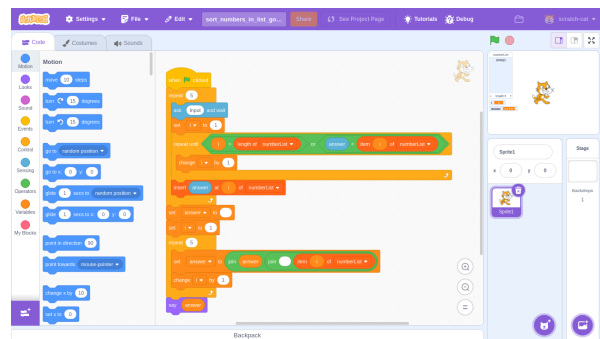 SCRATCH Settings File Edit sort_numbers_in_list_go... Share See Project Page Tutorials Debug scratch-cat
Code Costumes Sounds
Motion
Looks
Sound
Events
Control
Sensing
Operators
Variables
My Blocks
Motion
move 10 steps
turn 15 degrees
turn 15 degrees
go to random position
go to x: 0 y: 0
glide 1 secs to random position
glide 1 secs to x: 0 y: 0
point in direction 90
point towards mouse-pointer
change x by 10
set x to 0
when clicked
repeat 5
ask Input and wait
set i to 1
repeat until i > length of numberList or answer < item i of numberList
change i by 1
insert answer at i of numberList
set answer to
set i to 1
repeat 5
set answer to join answer join item i of numberList
change i by 1
say answer
Sprite1
x 0 y 0
Sprite1
Stage
Backdrops
1
Backpack